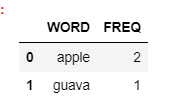 :
WORD FREQ
0 apple 2
1 guava 1